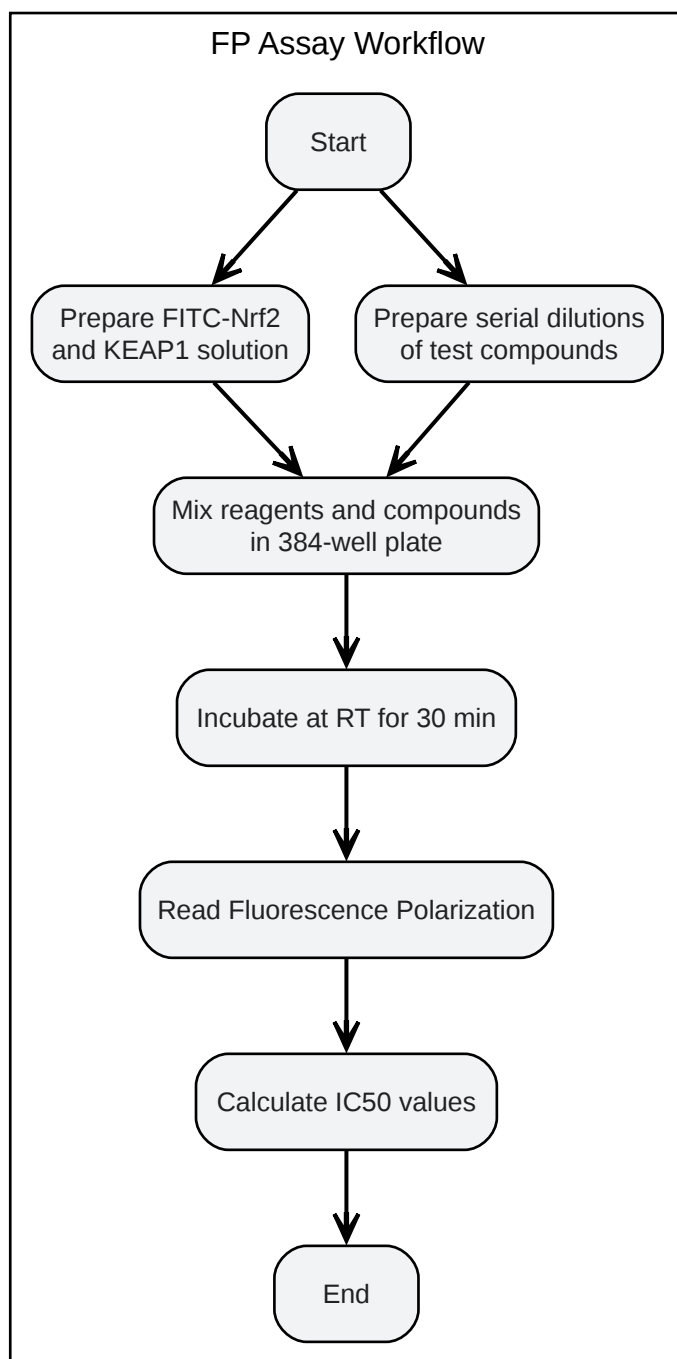 FP Assay Workflow
Start
Prepare FITC-Nrf2
and KEAP1 solution
Prepare serial dilutions
of test compounds
Mix reagents and compounds
in 384-well plate
Incubate at RT for 30 min
Read Fluorescence Polarization
Calculate IC50 values
End